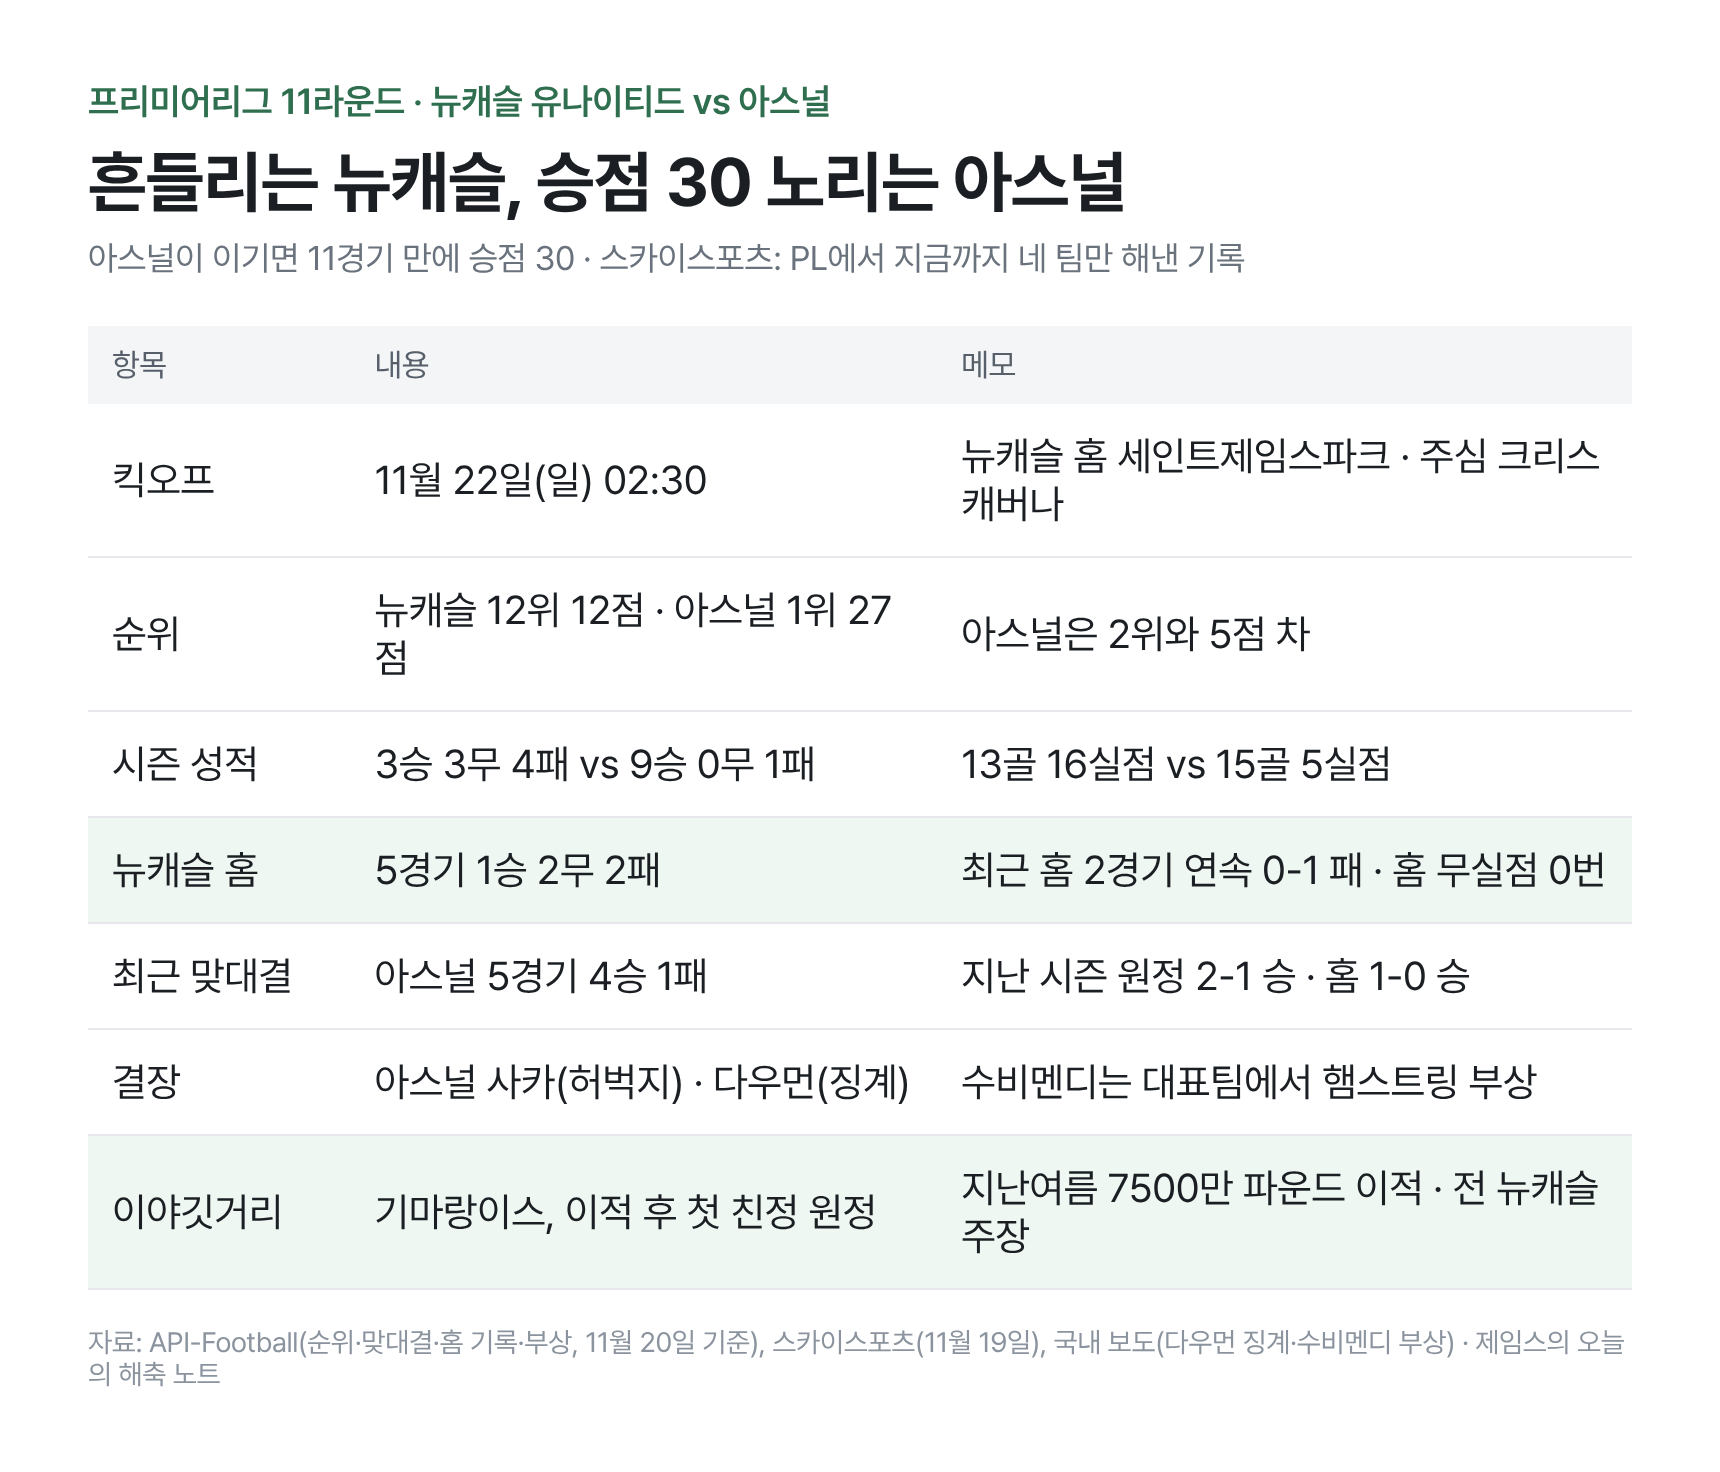 프리미어리그 11라운드 · 뉴캐슬 유나이티드 vs 아스널
흔들리는 뉴캐슬, 승점 30 노리는 아스널
아스널이 이기면 11경기 만에 승점 30 · 스카이스포츠: PL에서 지금까지 네 팀만 해낸 기록
항목 내용 메모
킥오프 11월 22일(일) 02:30 뉴캐슬 홈 세인트제임스파크 · 주심 크리스
캐버나
순위 뉴캐슬 12위 12점 · 아스널 1위 27
점 아스널은 2위와 5점 차
시즌 성적 3승 3무 4패 vs 9승 0무 1패 13골 16실점 vs 15골 5실점
뉴캐슬 홈 5경기 1승 2무 2패 최근 홈 2경기 연속 0-1 패 · 홈 무실점 0번
최근 맞대결 아스널 5경기 4승 1패 지난 시즌 원정 2-1 승 · 홈 1-0 승
결장 아스널 사카(허벅지) · 다우먼(징계) 수비멘디는 대표팀에서 햄스트링 부상
이야깃거리 기마랑이스, 이적 후 첫 친정 원정 지난여름 7500만 파운드 이적 · 전 뉴캐슬
주장
자료: API-Football(순위·맞대결·홈 기록·부상, 11월 20일 기준), 스카이스포츠(11월 19일), 국내 보도(다우먼 징계·수비멘디 부상) · 제임스의 오늘
의 해축 노트